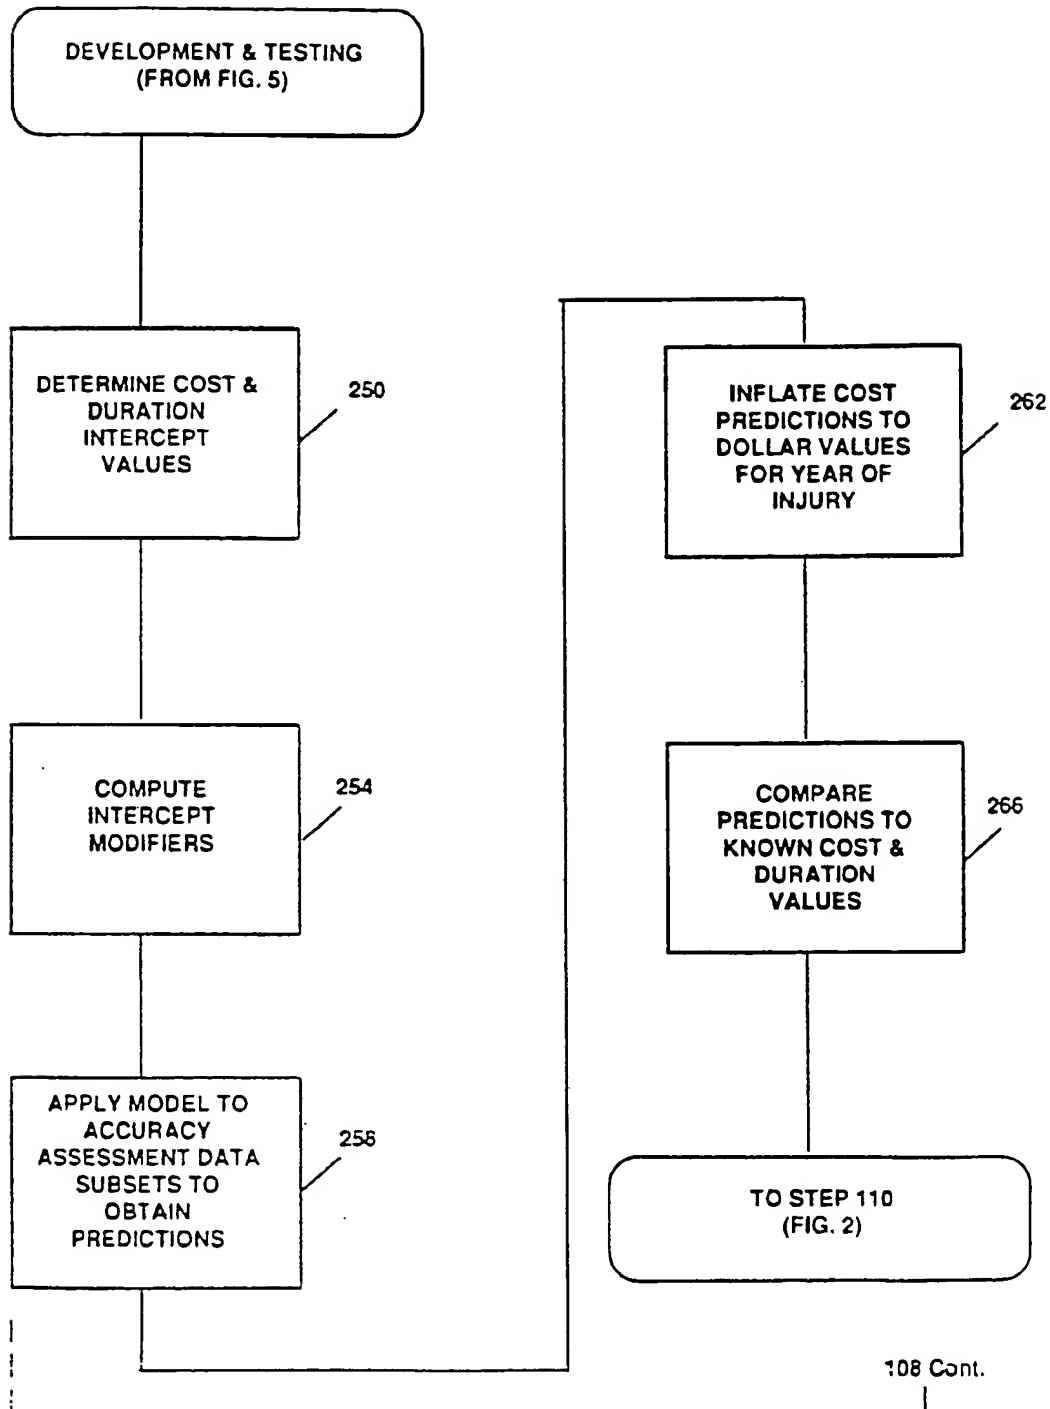 DEVELOPMENT & TESTING
(FROM FIG. 5)
DETERMINE COST &
DURATION
INTERCEPT
VALUES
250
COMPUTE
INTERCEPT
MODIFIERS
254
APPLY MODEL TO
ACCURACY
ASSESSMENT DATA
SUBSETS TO
OBTAIN
PREDICTIONS
258
INFLATE COST
PREDICTIONS TO
DOLLAR VALUES
FOR YEAR OF
INJURY
262
COMPARE
PREDICTIONS TO
KNOWN COST &
DURATION
VALUES
266
TO STEP 110
(FIG. 2)
108 Cont.